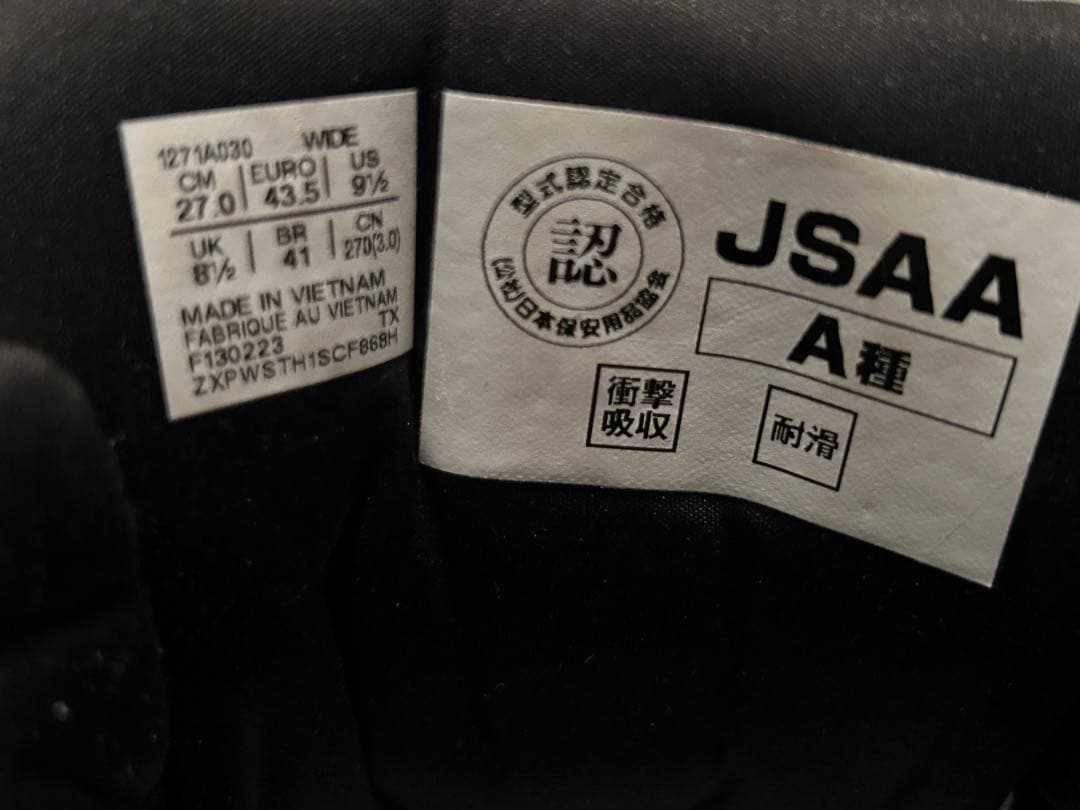 1271A030 WIDE
CM EURO US
27.0 43.5 9½
UK BR CN
8½ 41 270(3.0)
MADE IN VIETNAM
FABRIQUE AU VIETNAM
TX
F130223
ZXPWSTH1SCF868H
型式認定合格
認
(公社)日本保安用品協会
JSAA
A種
衝撃
吸収
耐滑